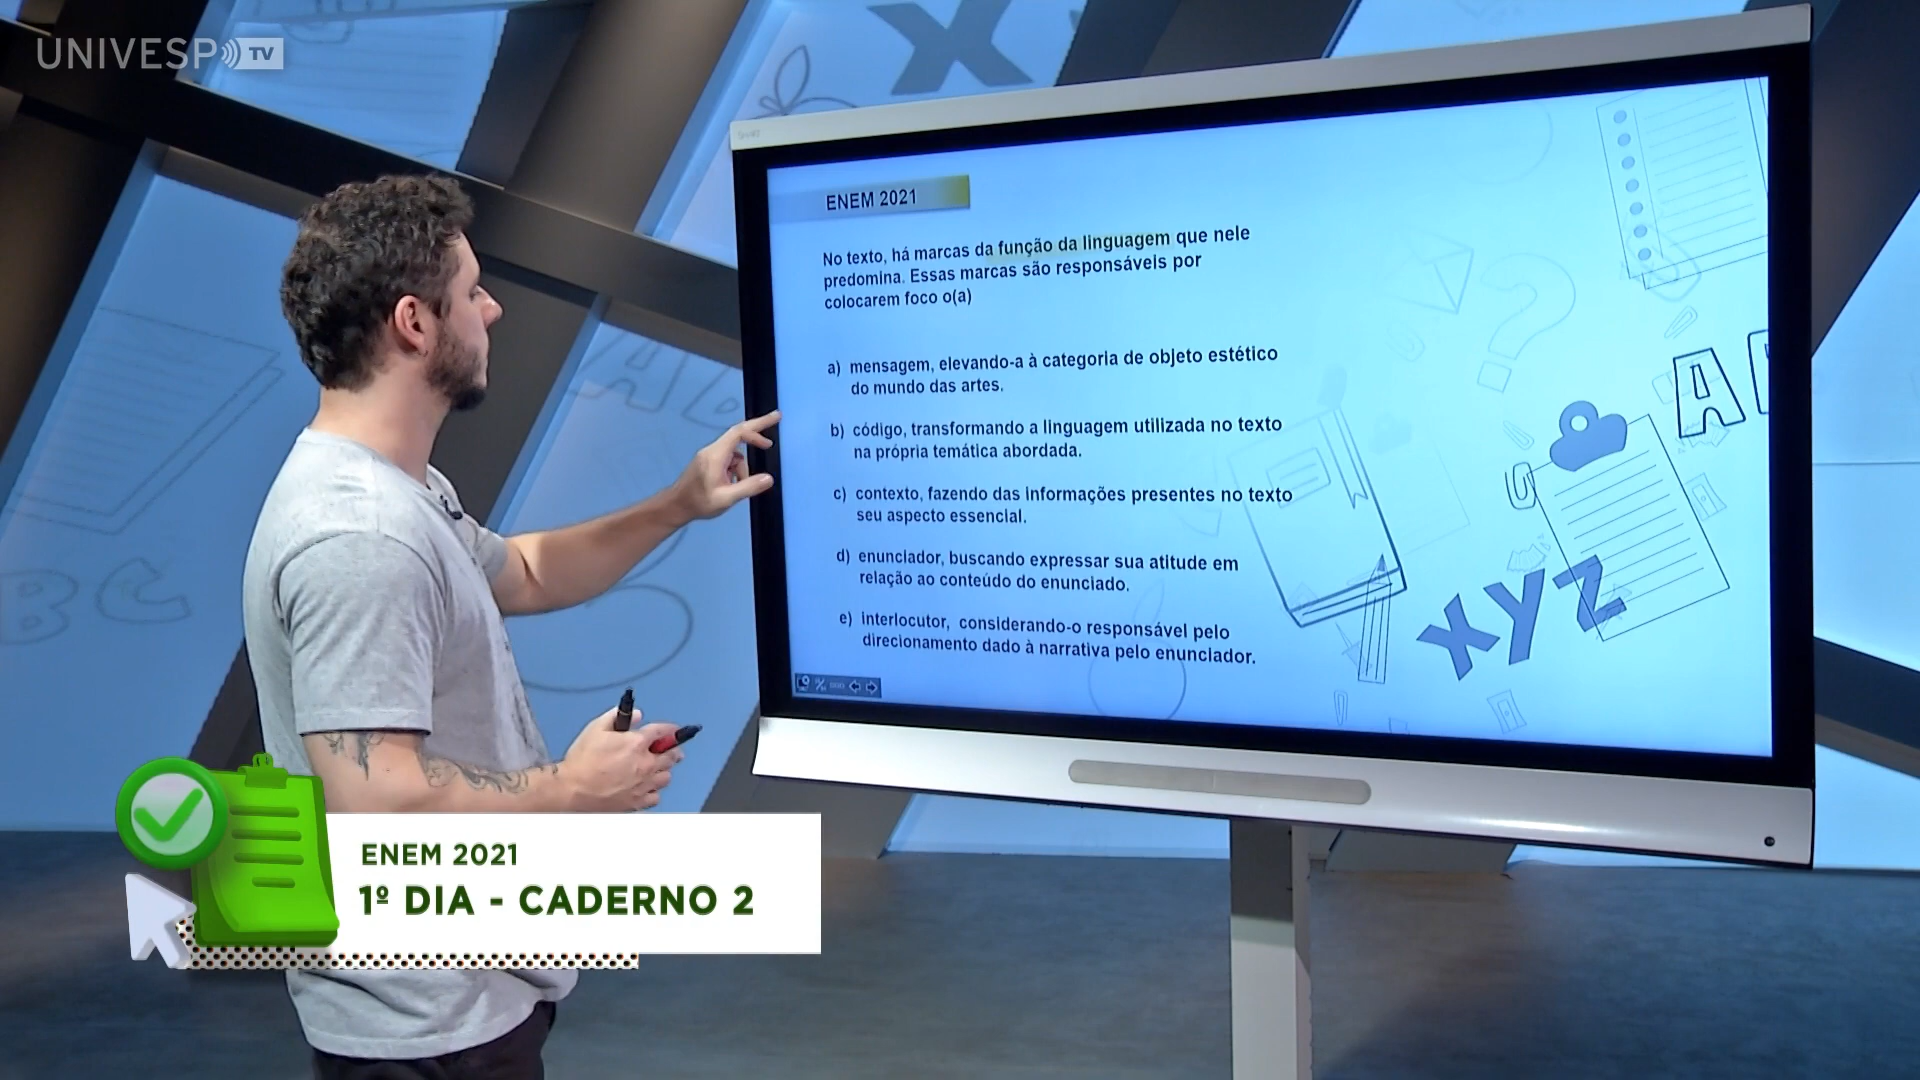 UNIVESP TV
ENEM 2021
No texto, há marcas da função da linguagem que nele
predomina. Essas marcas são responsáveis por
colocarem foco o(a)
a) mensagem, elevando-a à categoria de objeto estético
do mundo das artes.
b) código, transformando a linguagem utilizada no texto
na própria temática abordada.
c) contexto, fazendo das informações presentes no texto
seu aspecto essencial.
d) enunciador, buscando expressar sua atitude em
relação ao conteúdo do enunciado.
e) interlocutor, considerando-o responsável pelo
direcionamento dado à narrativa pelo enunciador.
XYZ
A
ENEM 2021
1º DIA - CADERNO 2